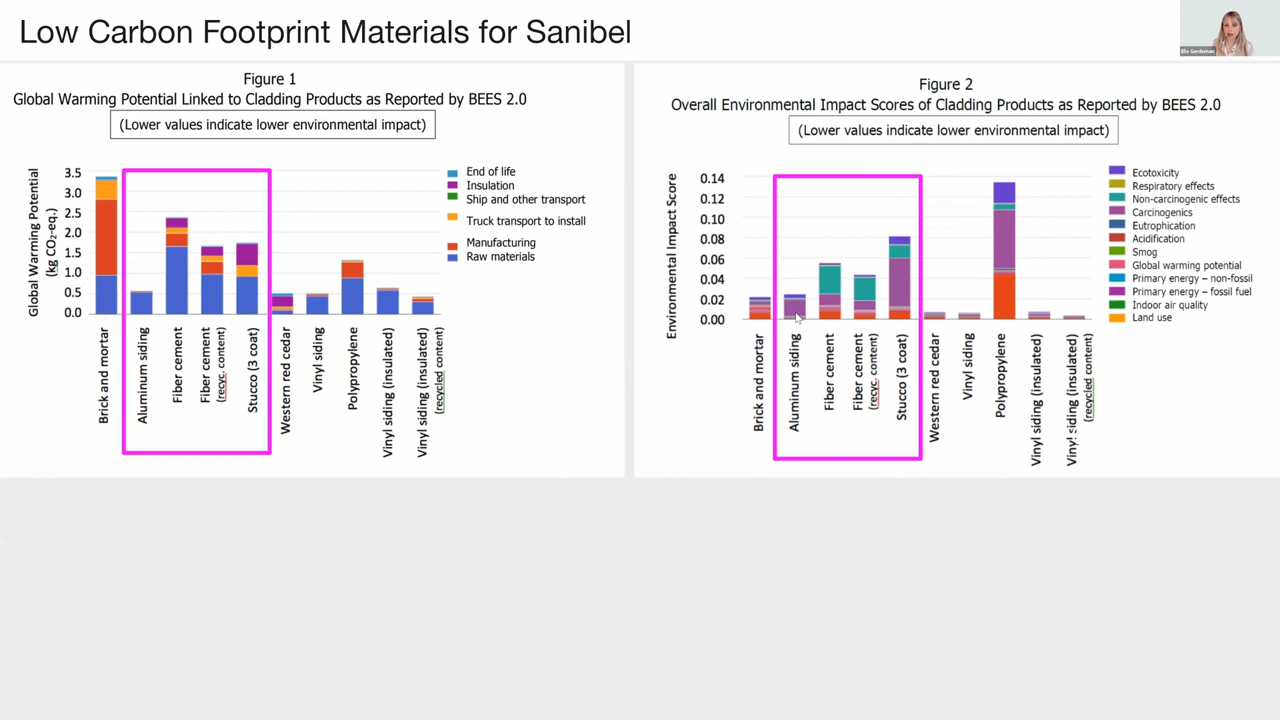 Low Carbon Footprint Materials for Sanibel
Elle Gerdeman
Figure 1
Global Warming Potential Linked to Cladding Products as Reported by BEES 2.0
(Lower values indicate lower environmental impact)
Global Warming Potential
(kg CO₂-eq.)
3.5
3.0
2.5
2.0
1.5
1.0
0.5
0.0
End of life
Insulation
Ship and other transport
Truck transport to install
Manufacturing
Raw materials
Brick and mortar
Aluminum siding
Fiber cement
Fiber cement
(recyc. content)
Stucco (3 coat)
Western red cedar
Vinyl siding
Polypropylene
Vinyl siding (insulated)
Vinyl siding (insulated)
(recycled content)
Figure 2
Overall Environmental Impact Scores of Cladding Products as Reported by BEES 2.0
(Lower values indicate lower environmental impact)
Environmental Impact Score
0.14
0.12
0.10
0.08
0.06
0.04
0.02
0.00
Ecotoxicity
Respiratory effects
Non-carcinogenic effects
Carcinogenics
Eutrophication
Acidification
Smog
Global warming potential
Primary energy – non-fossil
Primary energy – fossil fuel
Indoor air quality
Land use
Brick and mortar
Aluminum siding
Fiber cement
Fiber cement
(recyc. content)
Stucco (3 coat)
Western red cedar
Vinyl siding
Polypropylene
Vinyl siding (insulated)
Vinyl siding (insulated)
(recycled content)